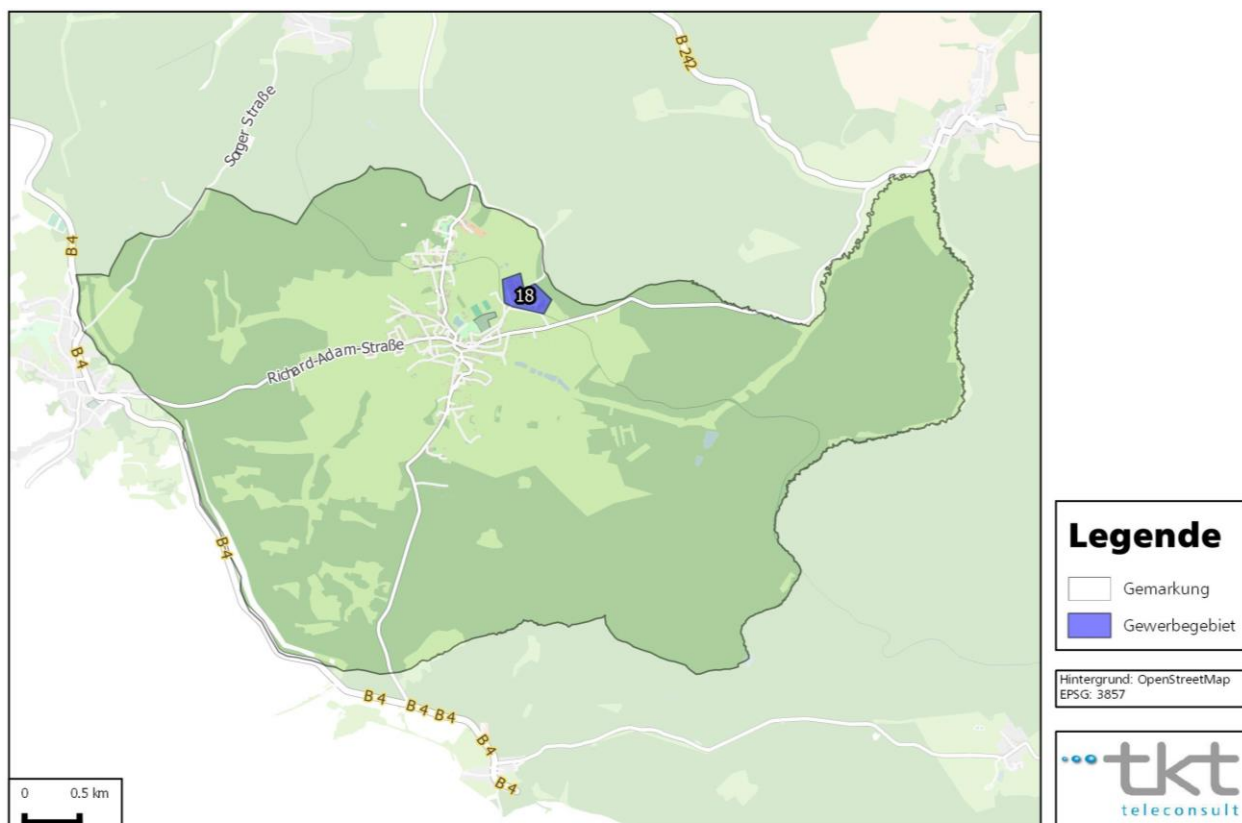 B 242
Sorger Straße
B 4
18
Richard-Adam-Straße
B 4
B 4
B 4
B 4 B 4
B 4
B 4
0 0.5 km
Legende
Gemarkung
Gewerbegebiet
Hintergrund: OpenStreetMap
EPSG: 3857
tkt
teleconsult